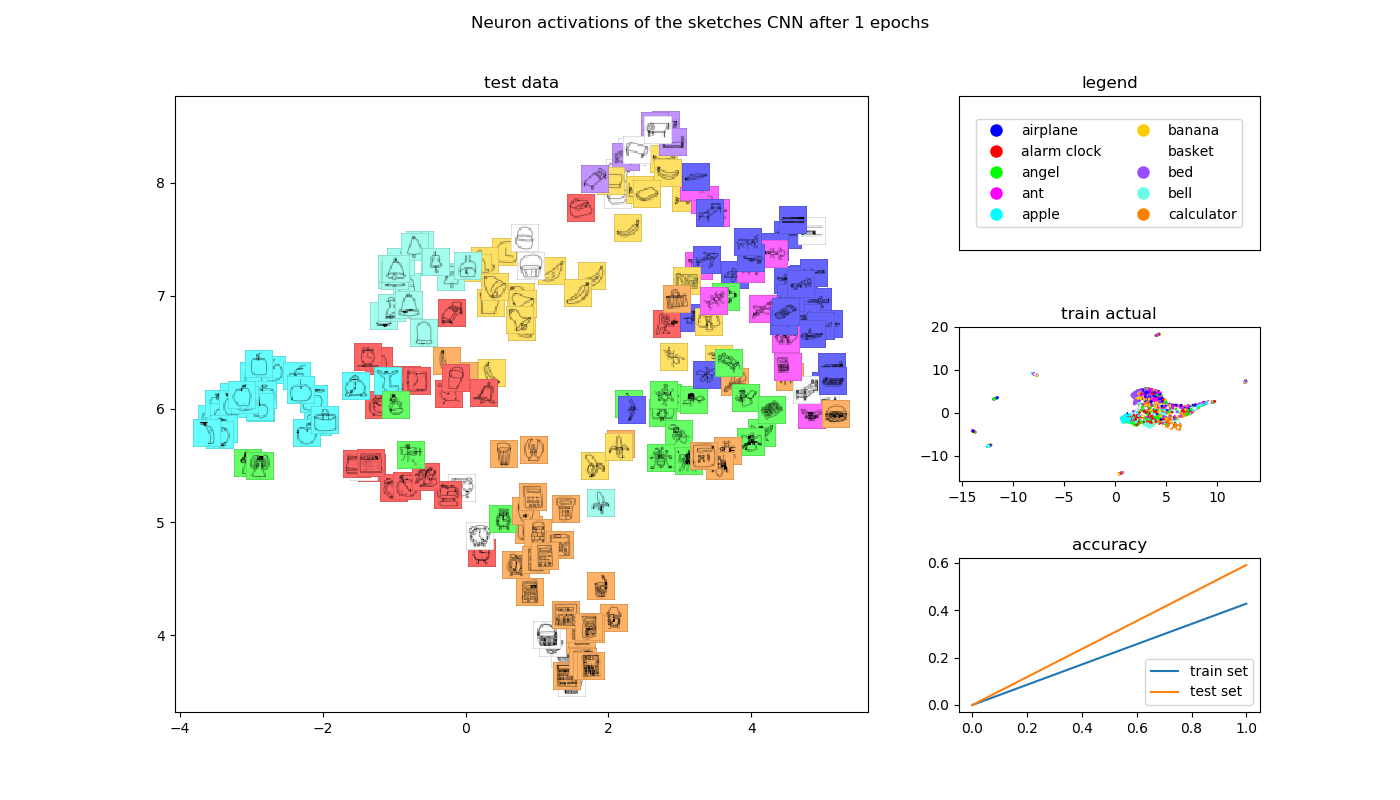 Neuron activations of the sketches CNN after 1 epochs
test data
8
7
6
5
4
−4
−2
0
2
4
legend
airplane
alarm clock
angel
ant
apple
banana
basket
bed
bell
calculator
train actual
20
10
0
−10
−15
−10
−5
0
5
10
accuracy
0.6
0.4
0.2
0.0
train set
test set
0.0
0.2
0.4
0.6
0.8
1.0